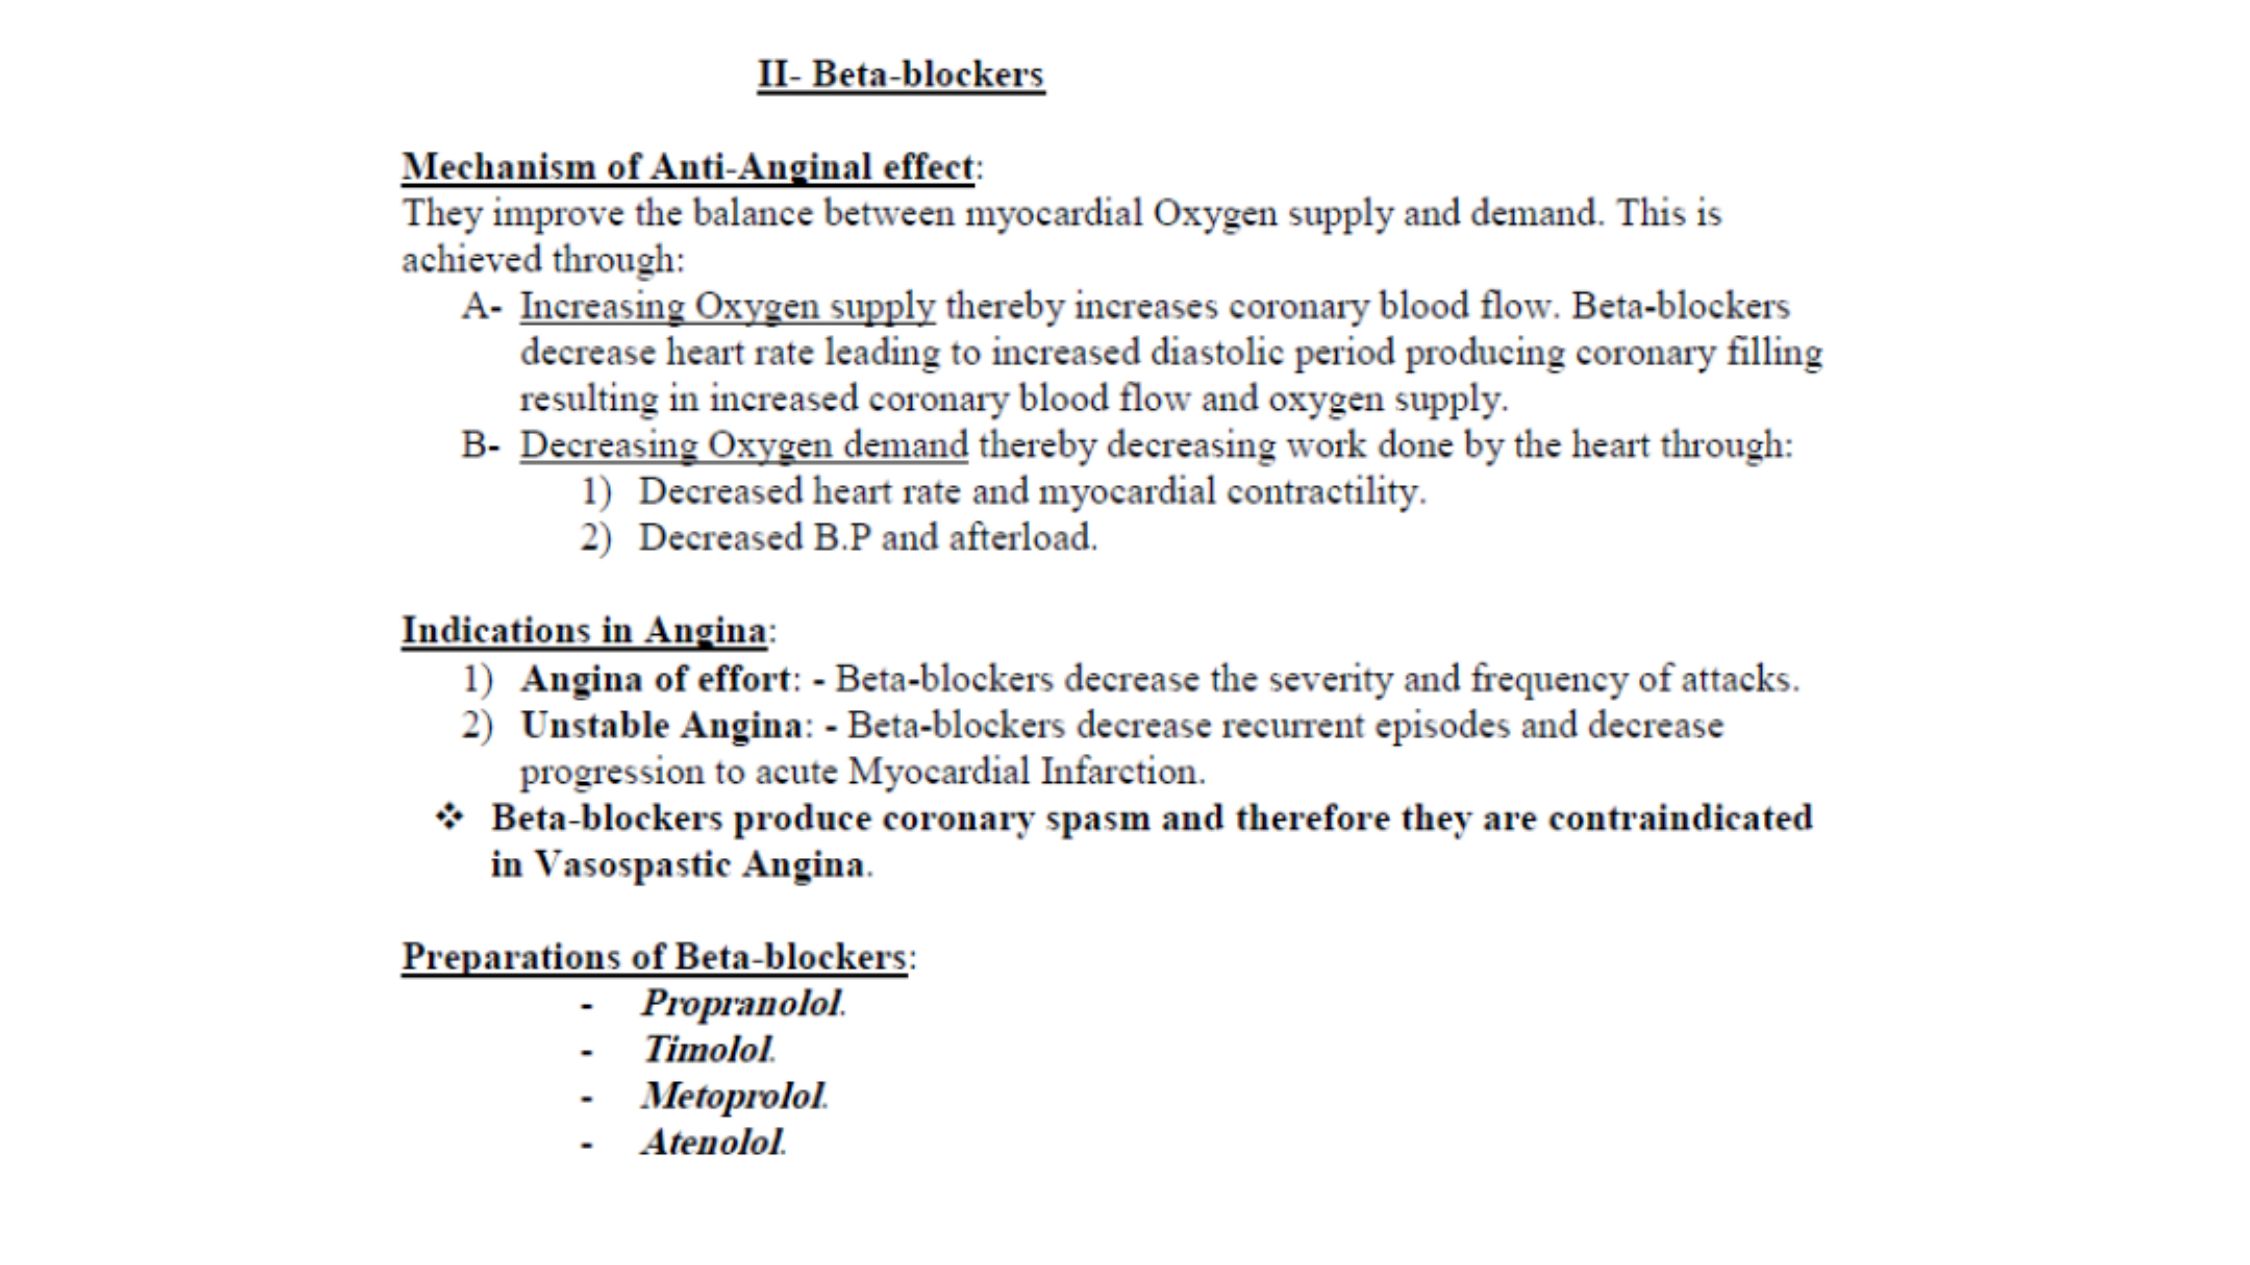 II- Beta-blockers
Mechanism of Anti-Anginal effect:
They improve the balance between myocardial Oxygen supply and demand. This is
achieved through:
A- Increasing Oxygen supply thereby increases coronary blood flow. Beta-blockers
decrease heart rate leading to increased diastolic period producing coronary filling
resulting in increased coronary blood flow and oxygen supply.
B- Decreasing Oxygen demand thereby decreasing work done by the heart through:
1) Decreased heart rate and myocardial contractility.
2) Decreased B.P and afterload.
Indications in Angina:
1) Angina of effort: - Beta-blockers decrease the severity and frequency of attacks.
2) Unstable Angina: - Beta-blockers decrease recurrent episodes and decrease
progression to acute Myocardial Infarction.
❖ Beta-blockers produce coronary spasm and therefore they are contraindicated
in Vasospastic Angina.
Preparations of Beta-blockers:
- Propranolol.
- Timolol.
- Metoprolol.
- Atenolol.